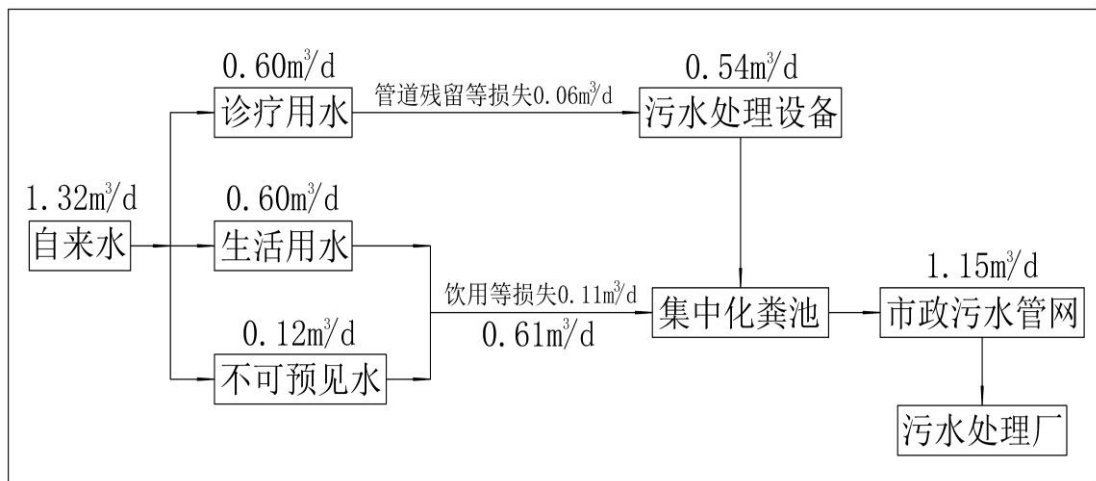 0.60m³/d
诊疗用水
管道残留等损失0.06m³/d
0.54m³/d
污水处理设备
1.32m³/d
自来水
0.60m³/d
生活用水
饮用等损失0.11m³/d
0.61m³/d
集中化粪池
1.15m³/d
市政污水管网
0.12m³/d
不可预见水
污水处理厂